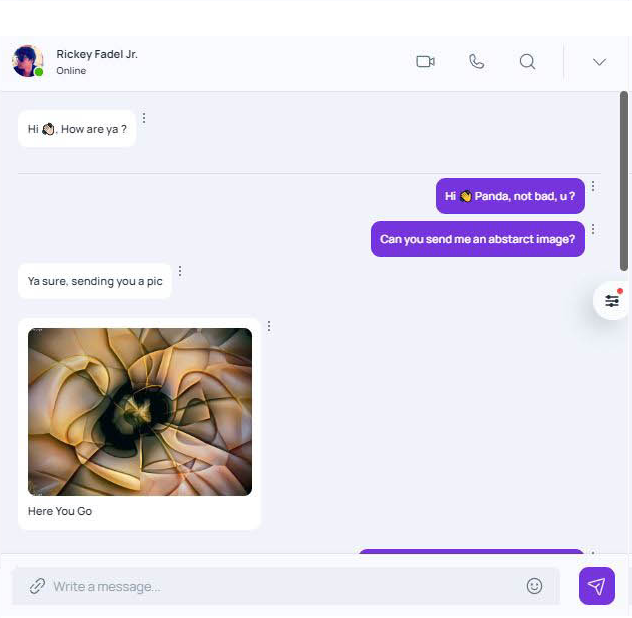 Rickey Fadel Jr.
Online
Hi 👋🏻, How are ya ?
Hi 👋 Panda, not bad, u ?
Can you send me an abstarct image?
Ya sure, sending you a pic
Here You Go
Write a message...